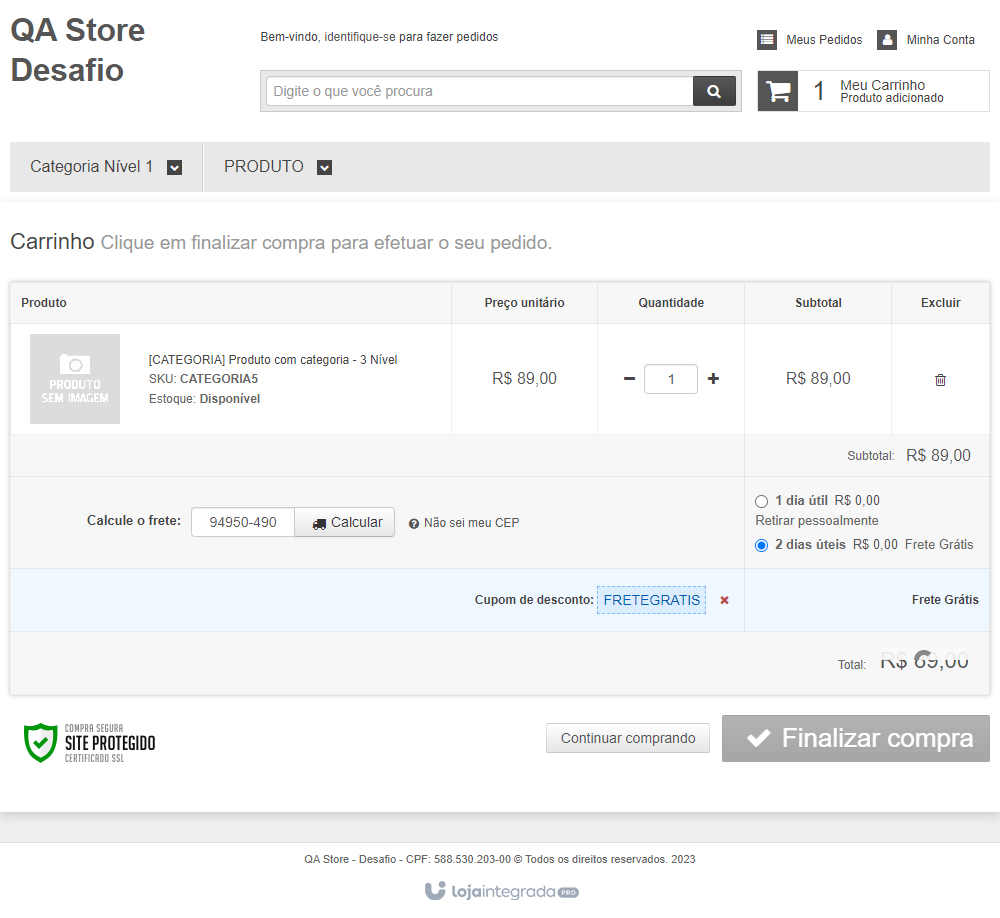 QA Store
Desafio
Bem-vindo, identifique-se para fazer pedidos
Meus Pedidos
Minha Conta
Digite o que você procura
1
Meu Carrinho
Produto adicionado
Categoria Nível 1
PRODUTO
Carrinho Clique em finalizar compra para efetuar o seu pedido.
Produto
Preço unitário
Quantidade
Subtotal
Excluir
PRODUTO
SEM IMAGEM
[CATEGORIA] Produto com categoria - 3 Nível
SKU: CATEGORIA5
Estoque: Disponível
R$ 89,00
1
R$ 89,00
Subtotal: R$ 89,00
Calcule o frete:
94950-490
Calcular
Não sei meu CEP
1 dia útil R$ 0,00
Retirar pessoalmente
2 dias úteis R$ 0,00 Frete Grátis
Cupom de desconto: FRETEGRATIS
Frete Grátis
Total:
COMPRA SEGURA
SITE PROTEGIDO
CERTIFICADO SSL
Continuar comprando
Finalizar compra
QA Store - Desafio - CPF: 588.530.203-00 © Todos os direitos reservados. 2023
lojaintegrada PRO